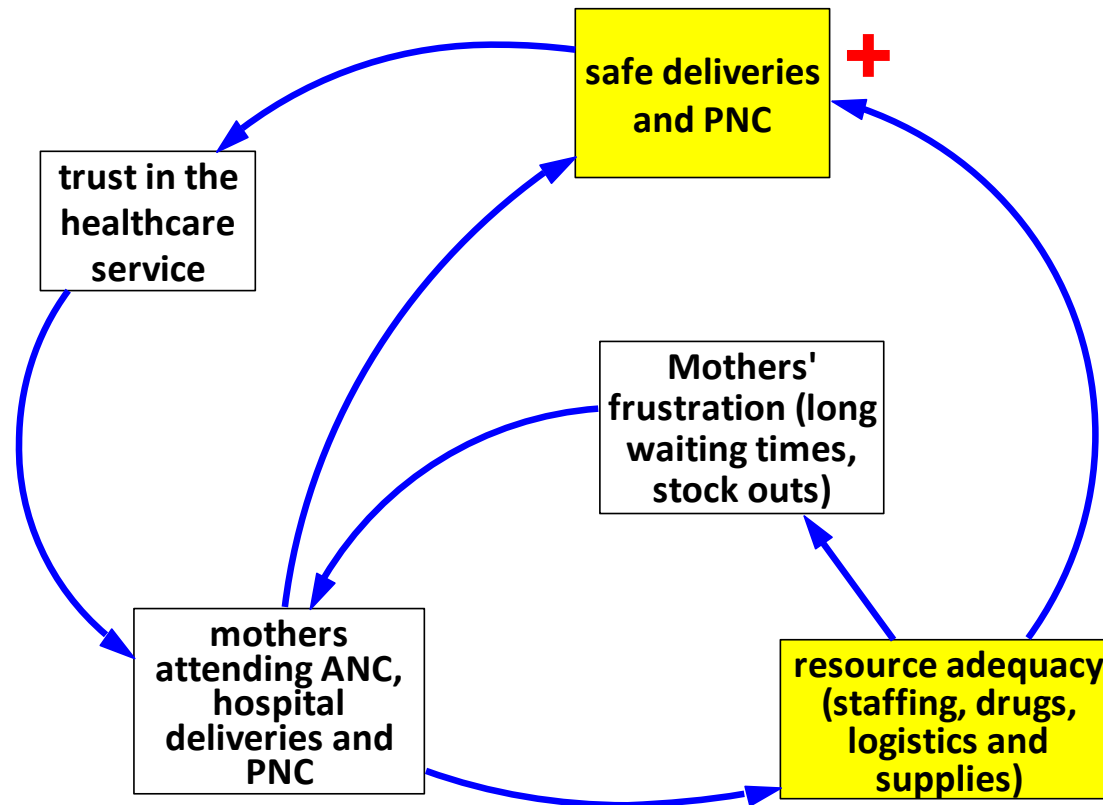 safe deliveries
and PNC
+
trust in the
healthcare
service
Mothers'
frustration (long
waiting times,
stock outs)
mothers
attending ANC,
hospital
deliveries and
PNC
resource adequacy
(staffing, drugs,
logistics and
supplies)